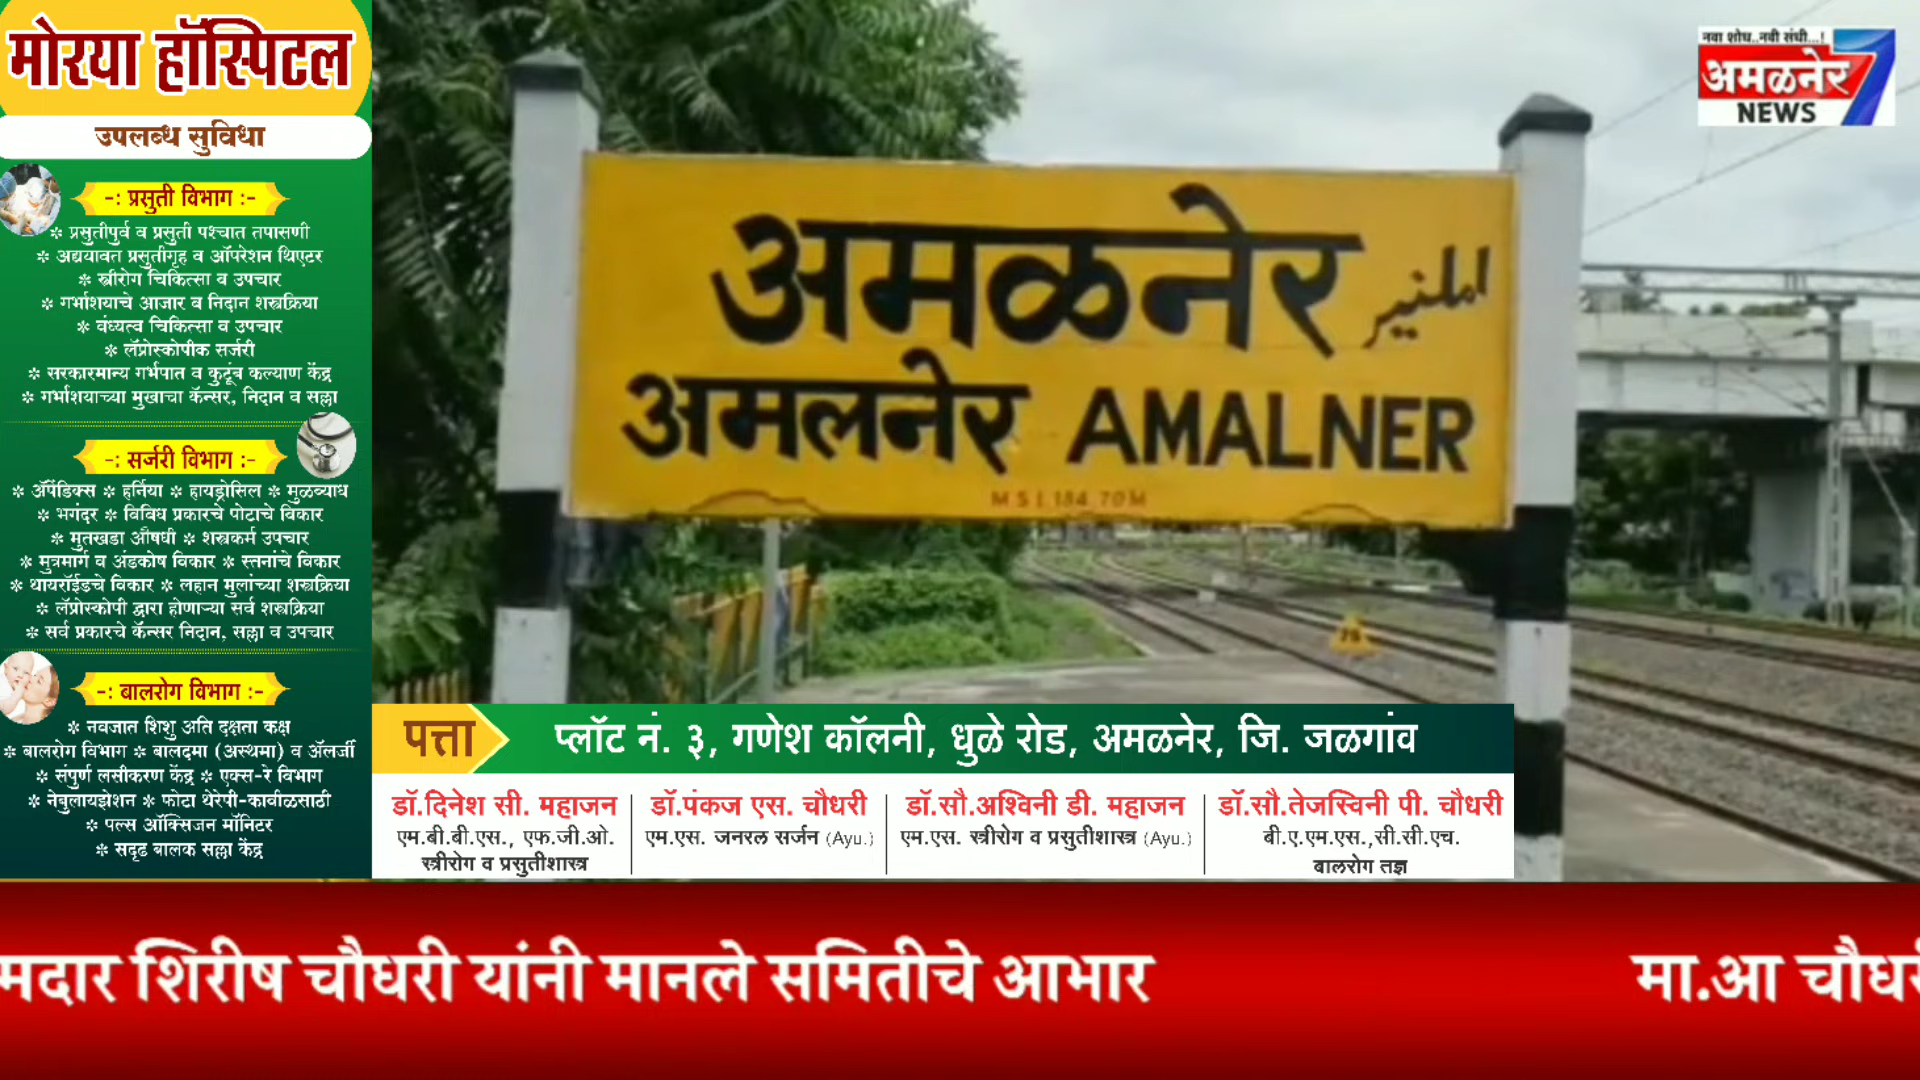 मोरया हॉस्पिटल
उपलब्ध सुविधा
-: प्रसुती विभाग :-
❊ प्रसुतीपुर्व व प्रसुती पश्चात तपासणी
❊ अद्ययावत प्रसुतीगृह व ऑपरेशन थिएटर
❊ स्त्रीरोग चिकित्सा व उपचार
❊ गर्भाशयाचे आजार व निदान शस्त्रक्रिया
❊ वंध्यत्व चिकित्सा व उपचार
❊ लॅप्रोस्कोपीक सर्जरी
❊ सरकारमान्य गर्भपात व कुटूंब कल्याण केंद्र
❊ गर्भाशयाच्या मुखाचा कॅन्सर, निदान व सल्ला
-: सर्जरी विभाग :-
❊ ॲपेंडिक्स ❊ हर्निया ❊ हायड्रोसिल ❊ मुळव्याध
❊ भगंदर ❊ विविध प्रकारचे पोटाचे विकार
❊ मुतखडा औषधी ❊ शस्त्रकर्म उपचार
❊ मुत्रमार्ग व अंडकोष विकार ❊ स्तनांचे विकार
❊ थायरॉईडचे विकार ❊ लहान मुलांच्या शस्त्रक्रिया
❊ लॅप्रोस्कोपी द्वारा होणाऱ्या सर्व शस्त्रक्रिया
❊ सर्व प्रकारचे कॅन्सर निदान, सल्ला व उपचार
-: बालरोग विभाग :-
❊ नवजात शिशु अति दक्षता कक्ष
❊ बालरोग विभाग ❊ बालदमा (अस्थमा) व ॲलर्जी
❊ संपुर्ण लसीकरण केंद्र ❊ एक्स-रे विभाग
❊ नेबुलायझेशन ❊ फोटा थेरेपी-कावीळसाठी
❊ पल्स ऑक्सिजन मॉनिटर
❊ सदृढ बालक सल्ला केंद्र
नवा शोध..नवी संधी...!
अमळनेर 7
NEWS
अमळनेर املنیر
अमलनेर AMALNER
M S L 184.70M
75
पत्ता
प्लॉट नं. ३, गणेश कॉलनी, धुळे रोड, अमळनेर, जि. जळगांव
डॉ.दिनेश सी. महाजन
एम.बी.बी.एस., एफ.जी.ओ.
स्त्रीरोग व प्रसुतीशास्त्र
डॉ.पंकज एस. चौधरी
एम.एस. जनरल सर्जन (Ayu.)
डॉ.सौ.अश्विनी डी. महाजन
एम.एस. स्त्रीरोग व प्रसुतीशास्त्र (Ayu.)
डॉ.सौ.तेजस्विनी पी. चौधरी
बी.ए.एम.एस.,सी.सी.एच.
बालरोग तज्ञ
मदार शिरीष चौधरी यांनी मानले समितीचे आभार
मा.आ चौधरी